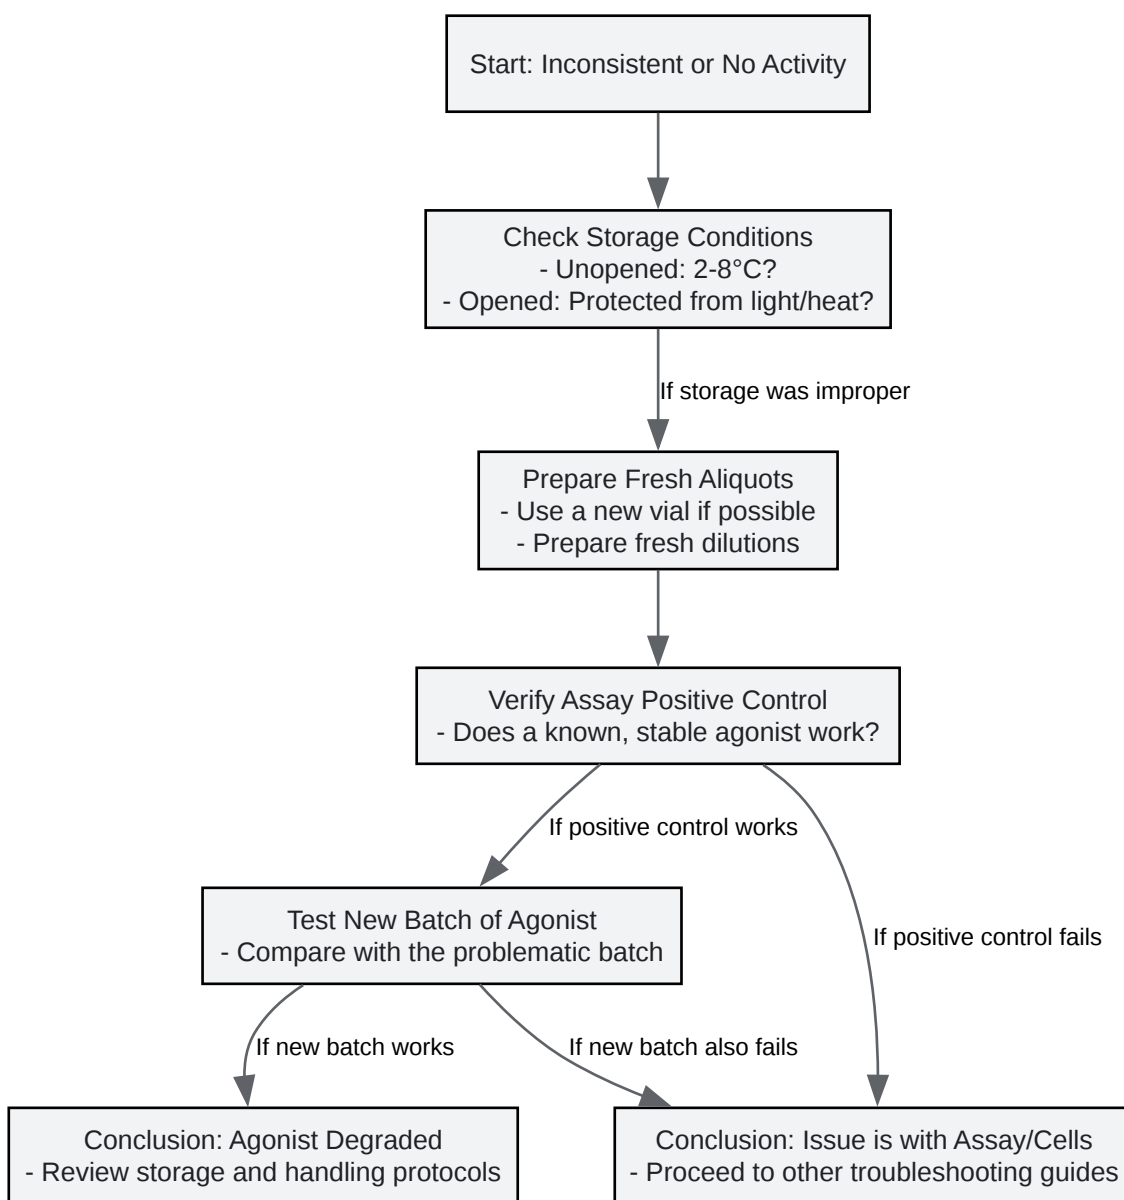 Start: Inconsistent or No Activity
Check Storage Conditions
- Unopened: 2-8°C?
- Opened: Protected from light/heat?
If storage was improper
Prepare Fresh Aliquots
- Use a new vial if possible
- Prepare fresh dilutions
Verify Assay Positive Control
- Does a known, stable agonist work?
If positive control works
Test New Batch of Agonist
- Compare with the problematic batch
If positive control fails
If new batch works
If new batch also fails
Conclusion: Agonist Degraded
- Review storage and handling protocols
Conclusion: Issue is with Assay/Cells
- Proceed to other troubleshooting guides